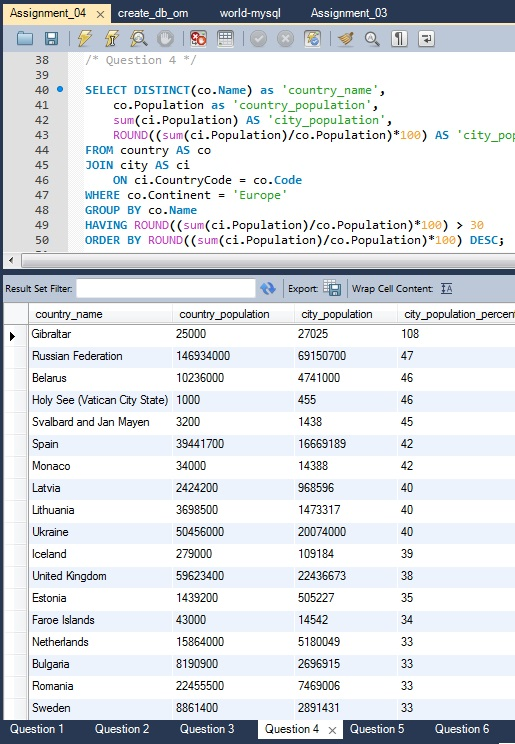 Assignment_04 × create_db_om world-mysql Assignment_03
38 /* Question 4 */
39
40 SELECT DISTINCT(co.Name) as 'country_name',
41 co.Population as 'country_population',
42 sum(ci.Population) AS 'city_population',
43 ROUND((sum(ci.Population)/co.Population)*100) AS 'city_pop
44 FROM country AS co
45 JOIN city AS ci
46 ON ci.CountryCode = co.Code
47 WHERE co.Continent = 'Europe'
48 GROUP BY co.Name
49 HAVING ROUND((sum(ci.Population)/co.Population)*100) > 30
50 ORDER BY ROUND((sum(ci.Population)/co.Population)*100) DESC;
Result Set Filter: Export: Wrap Cell Content: IA
country_name country_population city_population city_population_percent
Gibraltar 25000 27025 108
Russian Federation 146934000 69150700 47
Belarus 10236000 4741000 46
Holy See (Vatican City State) 1000 455 46
Svalbard and Jan Mayen 3200 1438 45
Spain 39441700 16669189 42
Monaco 34000 14388 42
Latvia 2424200 968596 40
Lithuania 3698500 1473317 40
Ukraine 50456000 20074000 40
Iceland 279000 109184 39
United Kingdom 59623400 22436673 38
Estonia 1439200 505227 35
Faroe Islands 43000 14542 34
Netherlands 15864000 5180049 33
Bulgaria 8190900 2696915 33
Romania 22455500 7469006 33
Sweden 8861400 2891431 33
Question 1 Question 2 Question 3 Question 4 × Question 5 Question 6